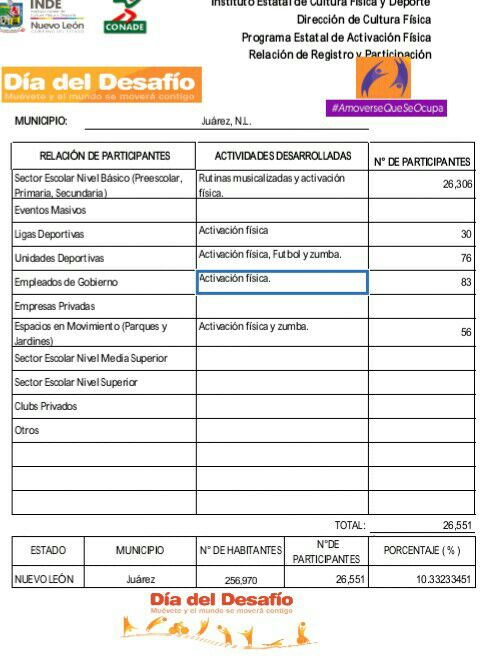 INDE
Nuevo León
CONADE
Instituto Estatal de Cultura Física y Deporte
Dirección de Cultura Física
Programa Estatal de Activación Física
Relación de Registro y Participación
Día del Desafío
Muévete y el mundo se moverá contigo
#AmoverseQueSeOcupa
MUNICIPIO: Juárez, N.L.
RELACIÓN DE PARTICIPANTES ACTIVIDADES DESARROLLADAS N° DE PARTICIPANTES
Sector Escolar Nivel Básico (Preescolar, Primaria, Secundaria) Rutinas musicalizadas y activación física. 26,306
Eventos Masivos
Ligas Deportivas Activación física 30
Unidades Deportivas Activación física, Futbol y zumba. 76
Empleados de Gobierno Activación física. 83
Empresas Privadas
Espacios en Movimiento (Parques y Jardines) Activación física y zumba. 56
Sector Escolar Nivel Media Superior
Sector Escolar Nivel Superior
Clubs Privados
Otros
TOTAL: 26,551
ESTADO MUNICIPIO N° DE HABITANTES N°DE PARTICIPANTES PORCENTAJE ( % )
NUEVO LEÓN Juárez 256,970 26,551 10.33233451
Día del Desafío
Muévete y el mundo se moverá contigo